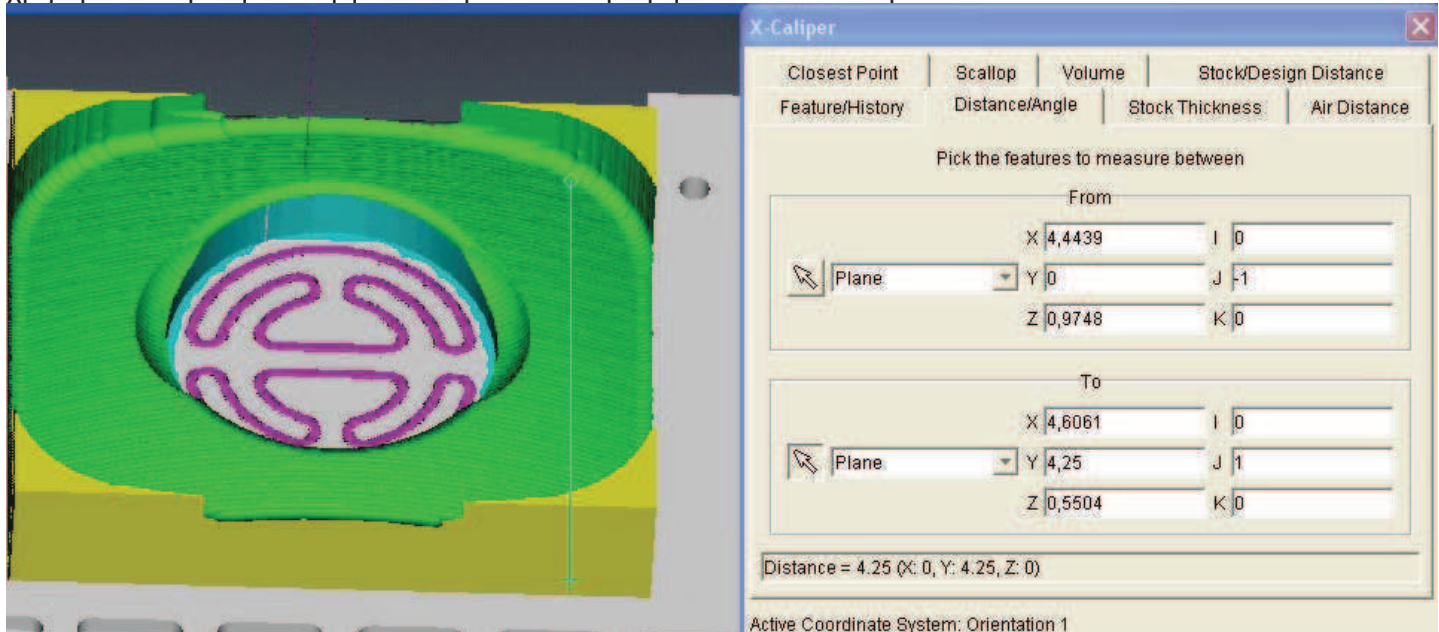 X-Caliper
Closest Point Scallop Volume Stock/Design Distance
Feature/History Distance/Angle Stock Thickness Air Distance
Pick the features to measure between
From
X 4,4439 I 0
Plane Y 0 J -1
Z 0,9748 K 0
To
X 4,6061 I 0
Plane Y 4,25 J 1
Z 0,5504 K 0
Distance = 4.25 (X: 0, Y: 4.25, Z: 0)
Active Coordinate System: Orientation 1